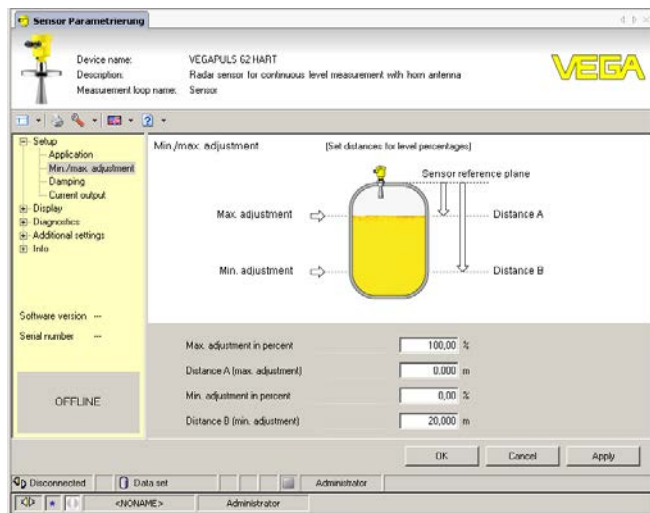 Sensor Parametrierung
Device name: VEGAPULS 62 HART
Description: Radar sensor for continuous level measurement with horn antenna
Measurement loop name: Sensor
VEGA
Setup
Application
Min./max. adjustment
Damping
Current output
Display
Diagnostics
Additional settings
Info
Software version ---
Serial number ---
OFFLINE
Min./max. adjustment (Set distances for level percentages)
Sensor reference plane
Max. adjustment Distance A
Min. adjustment Distance B
Max. adjustment in percent 100,00 %
Distance A (max. adjustment) 0.000 m
Min. adjustment in percent 0,00 %
Distance B (min. adjustment) 20,000 m
OK Cancel Apply
Disconnected Data set Administrator
<NONAME> Administrator